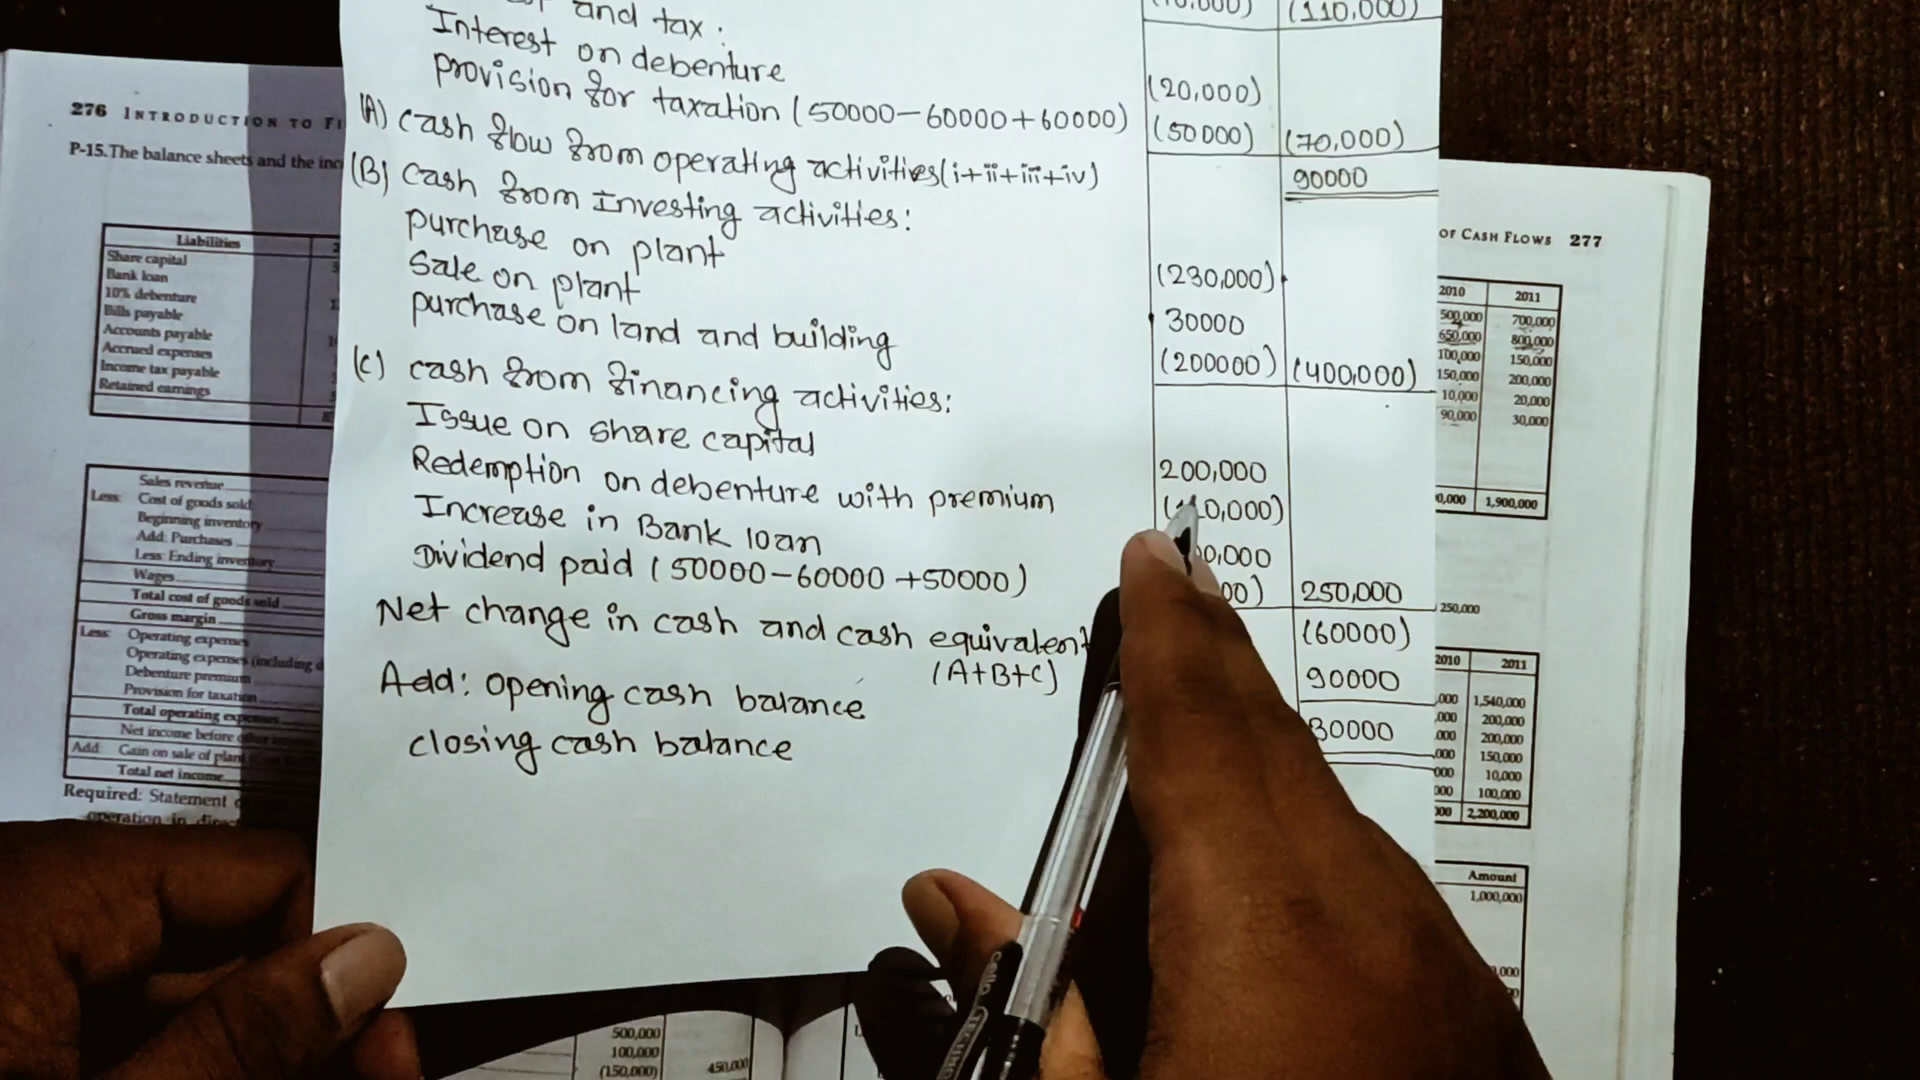 and tax.
(110,000)
Interest on debenture (20,000)
provision for taxation (50000-60000+60000) (50000) (70,000)
(A) cash flow from operating activities (i+ii+iii+iv) 90000
(B) cash from Investing activities:
purchase on plant (230,000)
Sale on plant 30000
purchase on land and building (200000) (400,000)
(C) cash from financing activities:
Issue on share capital 200,000
Redemption on debenture with premium
Increase in Bank loan
Dividend paid (50000-60000+50000) 250,000
Net change in cash and cash equivalent (A+B+C) (60000)
Add: opening cash balance 90000
closing cash balance 30000
276 INTRODUCTION TO
P-15. The balance sheets and the
Liabilities
Share capital
Bank loan
10% debenture
Bills payable
Accounts payable
Accrued expenses
Income tax payable
Retained earnings
Sales revenue
Less: Cost of goods sold
Beginning inventory
Add: Purchases
Less: Ending inventory
Wages
Total cost of goods sold
Gross margin
Less: Operating expenses
Operating expenses (including
Debenture premium
Provision for taxation
Total operating expenses
Net income before
Add: Gain on sale of plant
Total net income
Required: Statement
operation in
OF CASH FLOWS 277
2010 2011
500,000 700,000
650,000 800,000
100,000 150,000
150,000 200,000
10,000 20,000
90,000 30,000
1,900,000
250,000
2010 2011
1,540,000
200,000
200,000
150,000
10,000
100,000
2,200,000
Amount
1,000,000
500,000
100,000
(150,000) 450,000